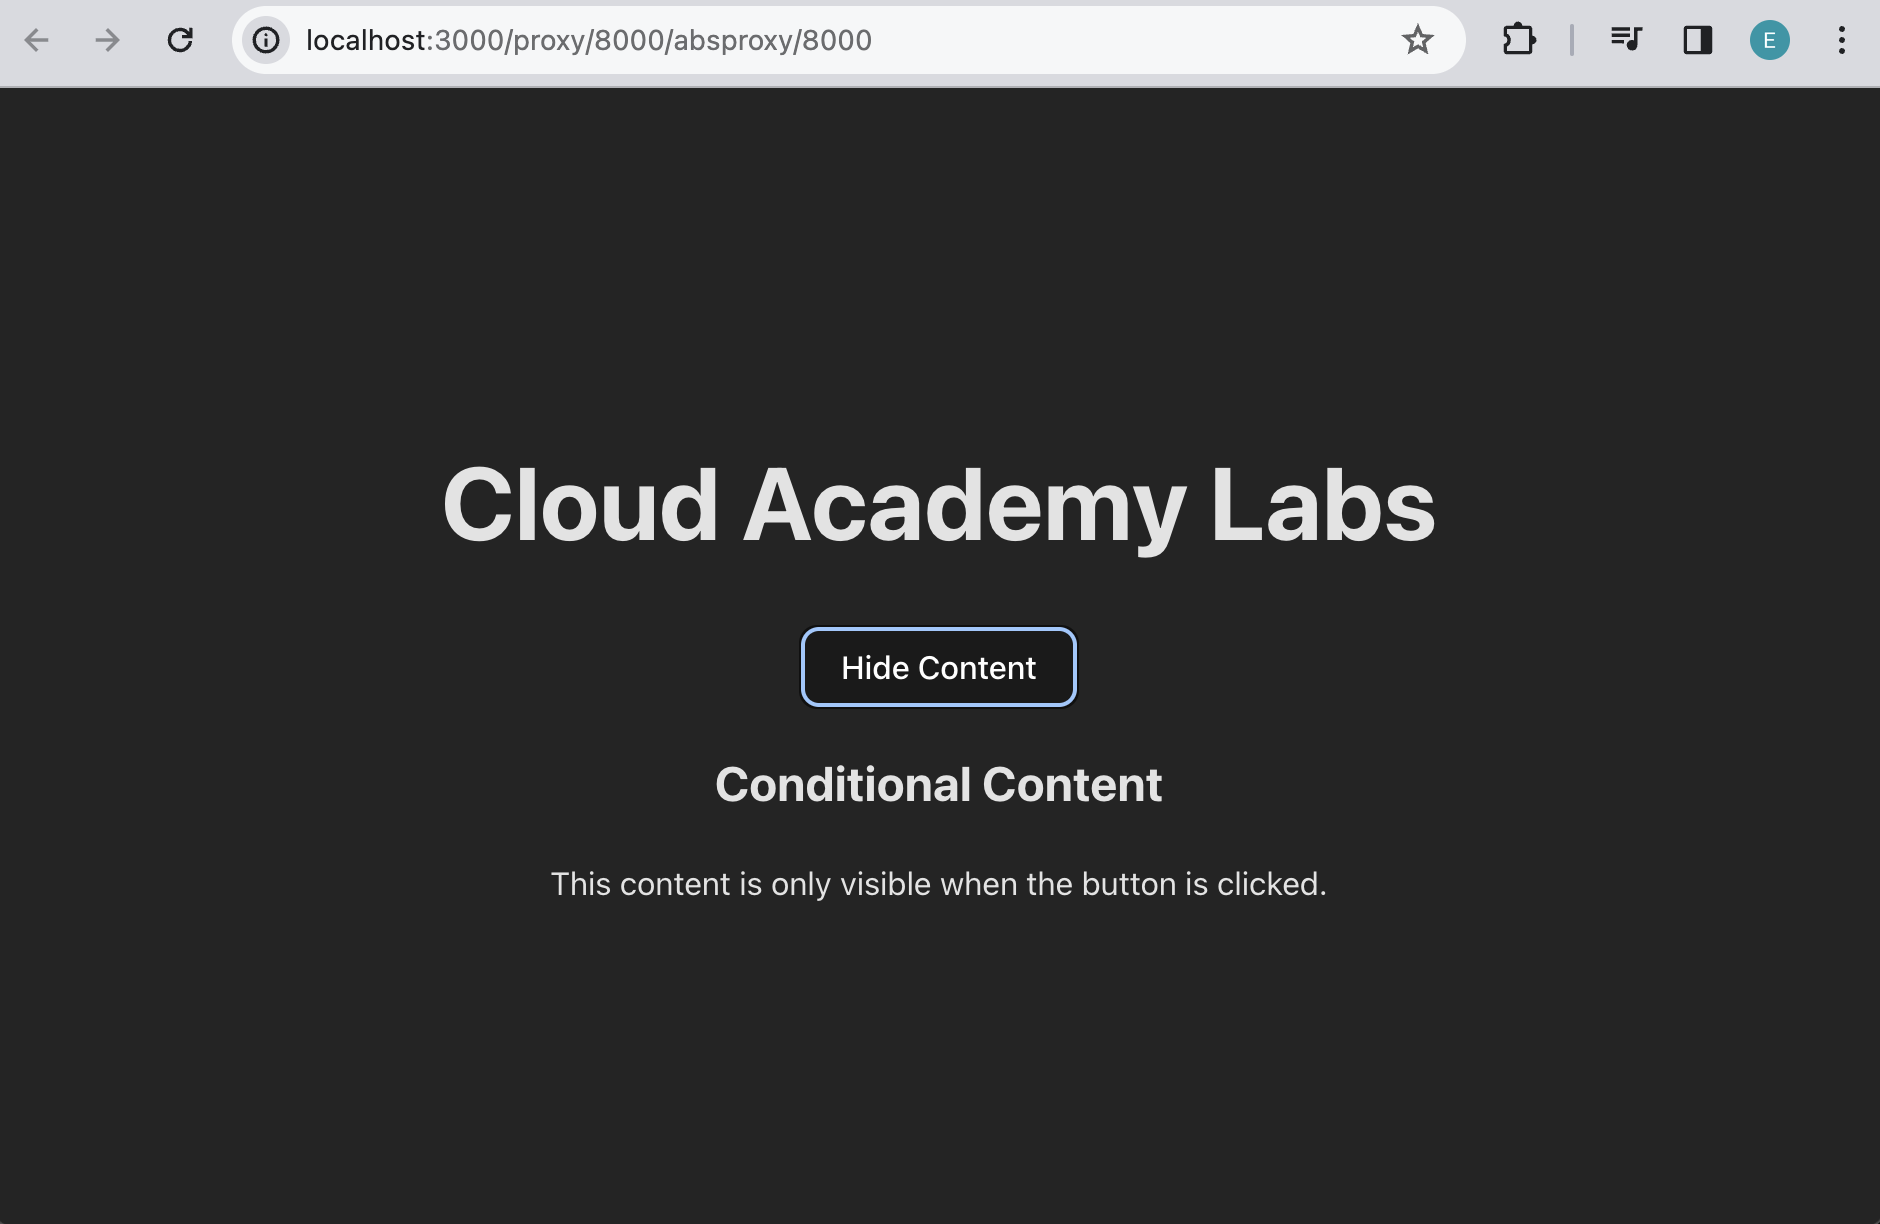 localhost:3000/proxy/8000/absproxy/8000
E
Cloud Academy Labs
Hide Content
Conditional Content
This content is only visible when the button is clicked.